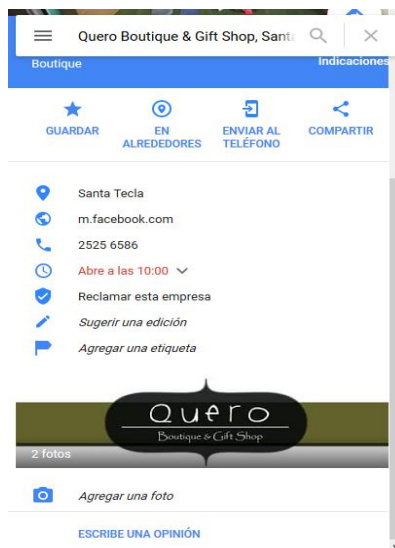 Quero Boutique & Gift Shop, Santa
Boutique
Indicaciones
GUARDAR
EN ALREDEDORES
ENVIAR AL TELÉFONO
COMPARTIR
Santa Tecla
m.facebook.com
2525 6586
Abre a las 10:00
Reclamar esta empresa
Sugerir una edición
Agregar una etiqueta
Quero
Boutique & Gift Shop
2 fotos
Agregar una foto
ESCRIBE UNA OPINIÓN